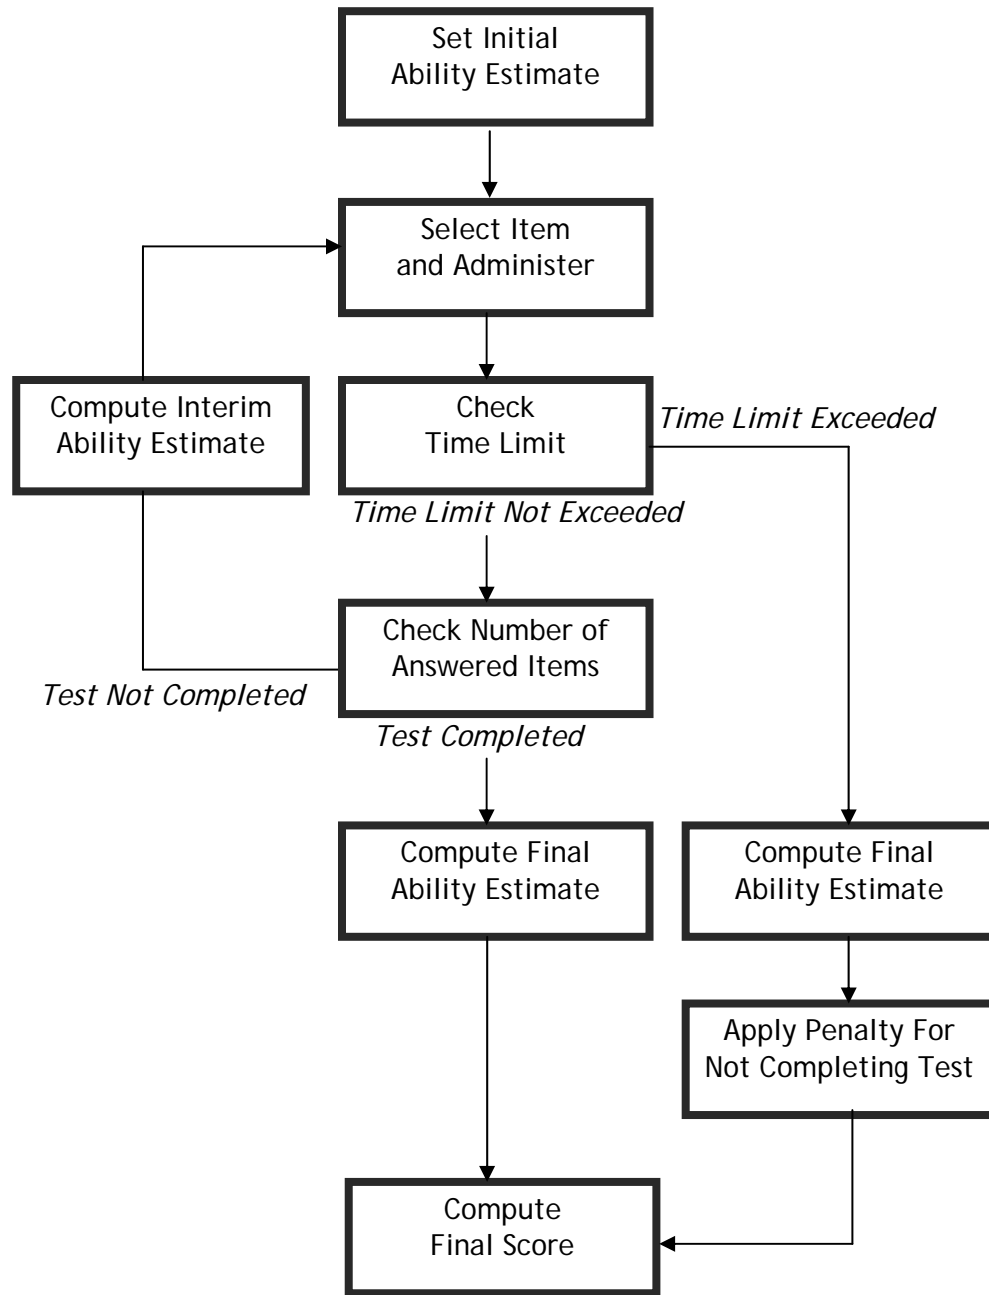 Set Initial
Ability Estimate
Select Item
and Administer
Compute Interim
Ability Estimate
Check
Time Limit
Time Limit Exceeded
Time Limit Not Exceeded
Check Number of
Answered Items
Test Not Completed
Test Completed
Compute Final
Ability Estimate
Compute Final
Ability Estimate
Apply Penalty For
Not Completing Test
Compute
Final Score